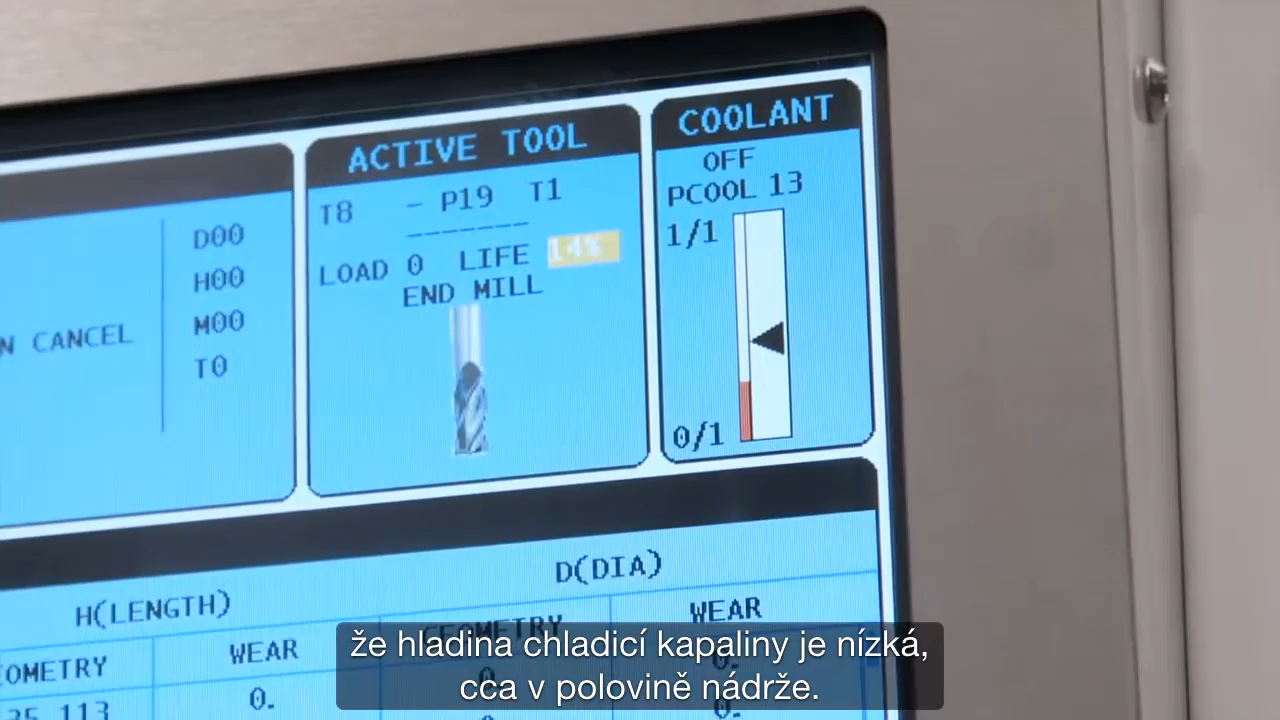 ACTIVE TOOL
T8 - P19 T1
-------
LOAD 0 LIFE 14%
END MILL
COOLANT
OFF
PCOOL 13
1/1
0/1
D00
H00
M00
T0
N CANCEL
H(LENGTH)
D(DIA)
OMETRY
WEAR
GEOMETRY
WEAR
0.
0
0.
že hladina chladicí kapaliny je nízká,
cca v polovině nádrže.